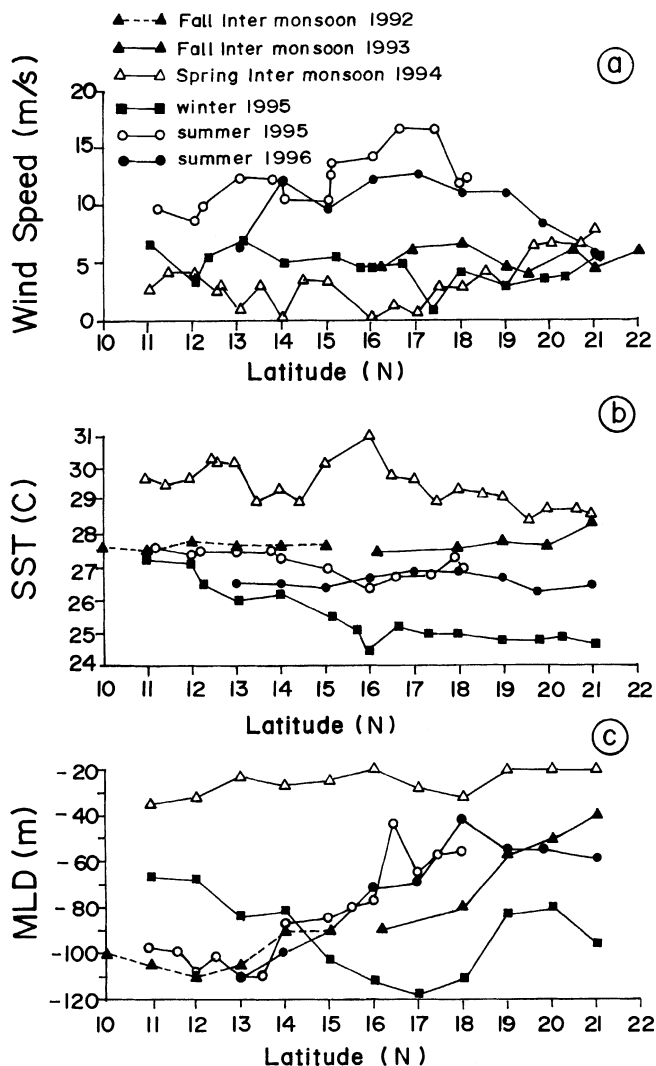 Fall Inter monsoon 1992
Fall Inter monsoon 1993
Spring Inter monsoon 1994
winter 1995
summer 1995
summer 1996
a
Wind Speed (m/s)
20
15
10
5
0
10 11 12 13 14 15 16 17 18 19 20 21 22
Latitude (N)
b
SST (C)
31
30
29
28
27
26
25
24
10 11 12 13 14 15 16 17 18 19 20 21 22
Latitude (N)
c
MLD (m)
-20
-40
-60
-80
-100
-120
10 11 12 13 14 15 16 17 18 19 20 21 22
Latitude (N)